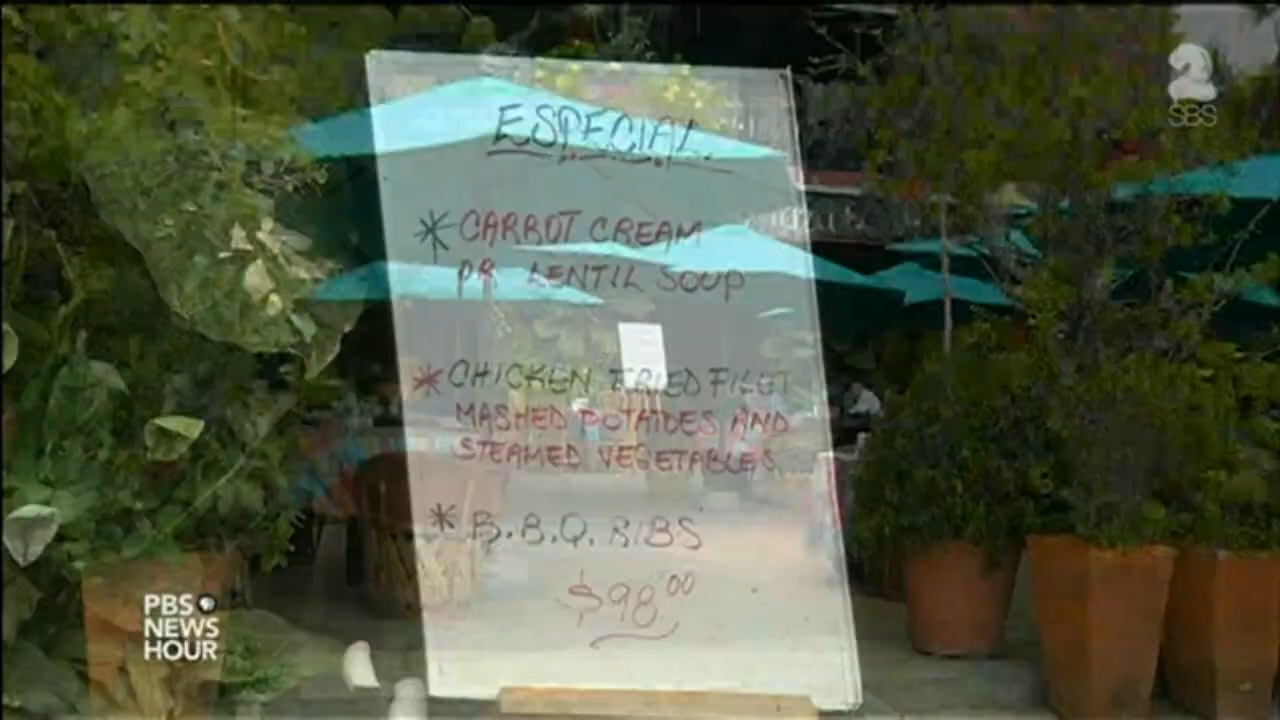 2
SBS
ESPECIAL
* CARROT CREAM
OR LENTIL SOUP
* CHICKEN FRIED FILET
MASHED POTATOES AND
STEAMED VEGETABLES
* B.B.Q. RIBS
$98.00
PBS
NEWS
HOUR